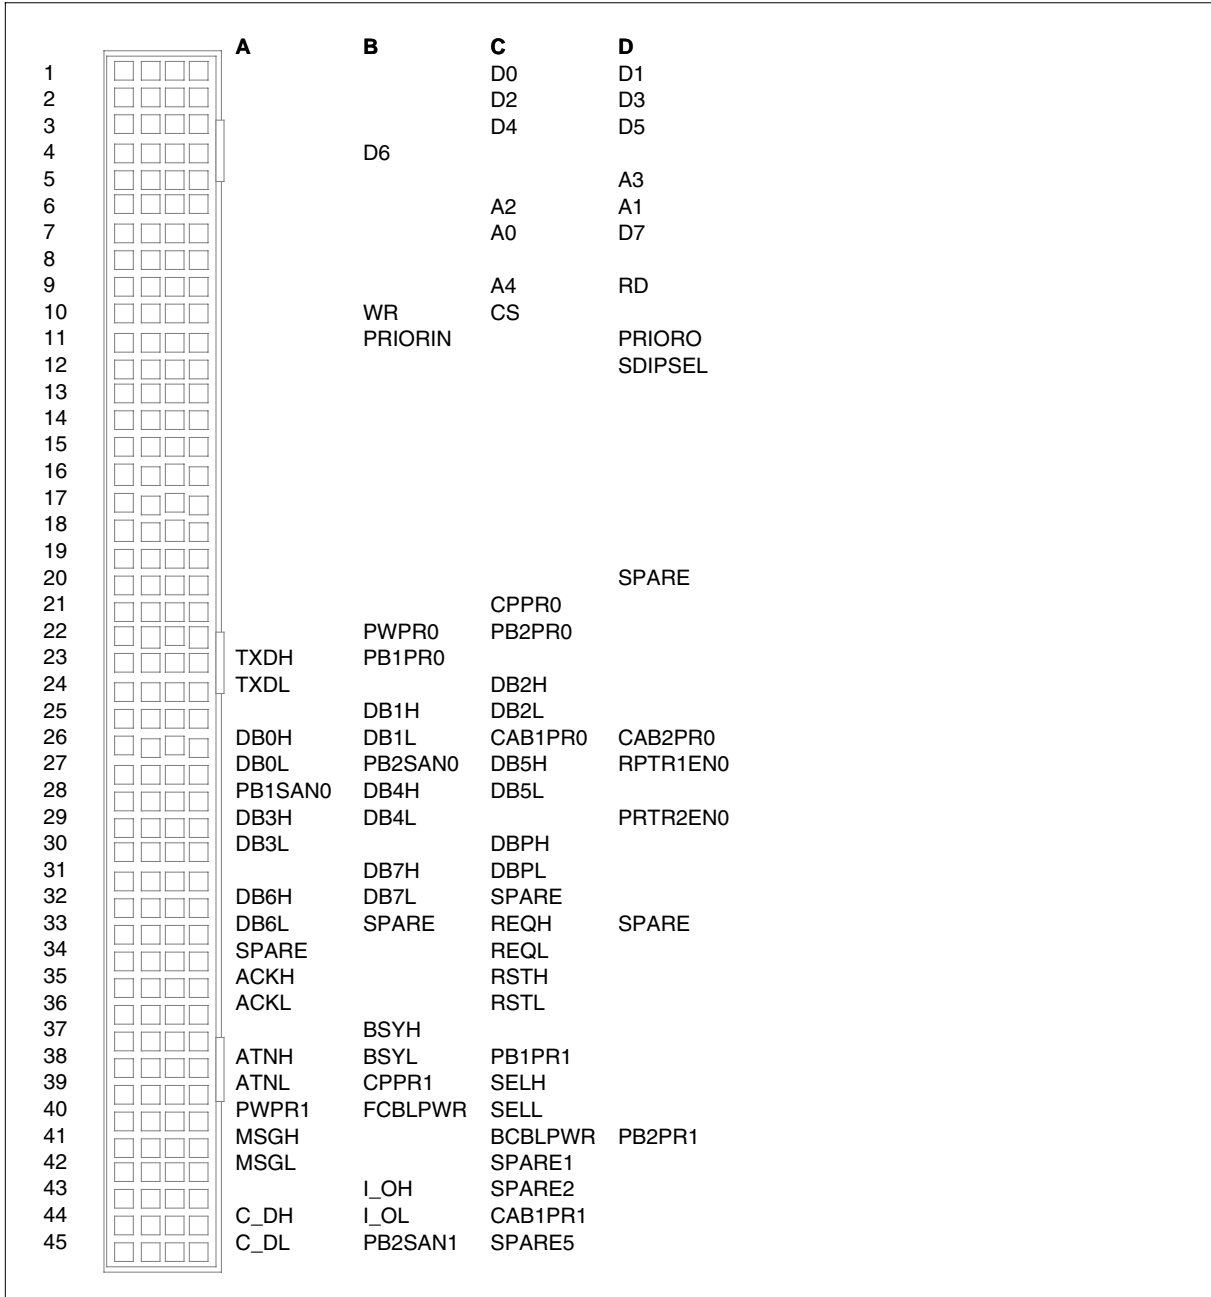 A B C D
1 D0 D1
2 D2 D3
3 D4 D5
4 D6
5 A3
6 A2 A1
7 A0 D7
8
9 A4 RD
10 WR CS
11 PRIORIN PRIORO
12 SDIPSEL
13
14
15
16
17
18
19
20 SPARE
21 CPPR0
22 PWPR0 PB2PR0
23 TXDH PB1PR0
24 TXDL DB2H
25 DB1H DB2L
26 DB0H DB1L CAB1PR0 CAB2PR0
27 DB0L PB2SAN0 DB5H RPTR1EN0
28 PB1SAN0 DB4H DB5L
29 DB3H DB4L PRTR2EN0
30 DB3L DBPH
31 DB7H DBPL
32 DB6H DB7L SPARE
33 DB6L SPARE REQH SPARE
34 SPARE REQL
35 ACKH RSTH
36 ACKL RSTL
37 BSYH
38 ATNH BSYL PB1PR1
39 ATNL CPPR1 SELH
40 PWPR1 FCBLPWR SELL
41 MSGH BCBLPWR PB2PR1
42 MSGL SPARE1
43 I_OH SPARE2
44 C_DH I_OL CAB1PR1
45 C_DL PB2SAN1 SPARE5